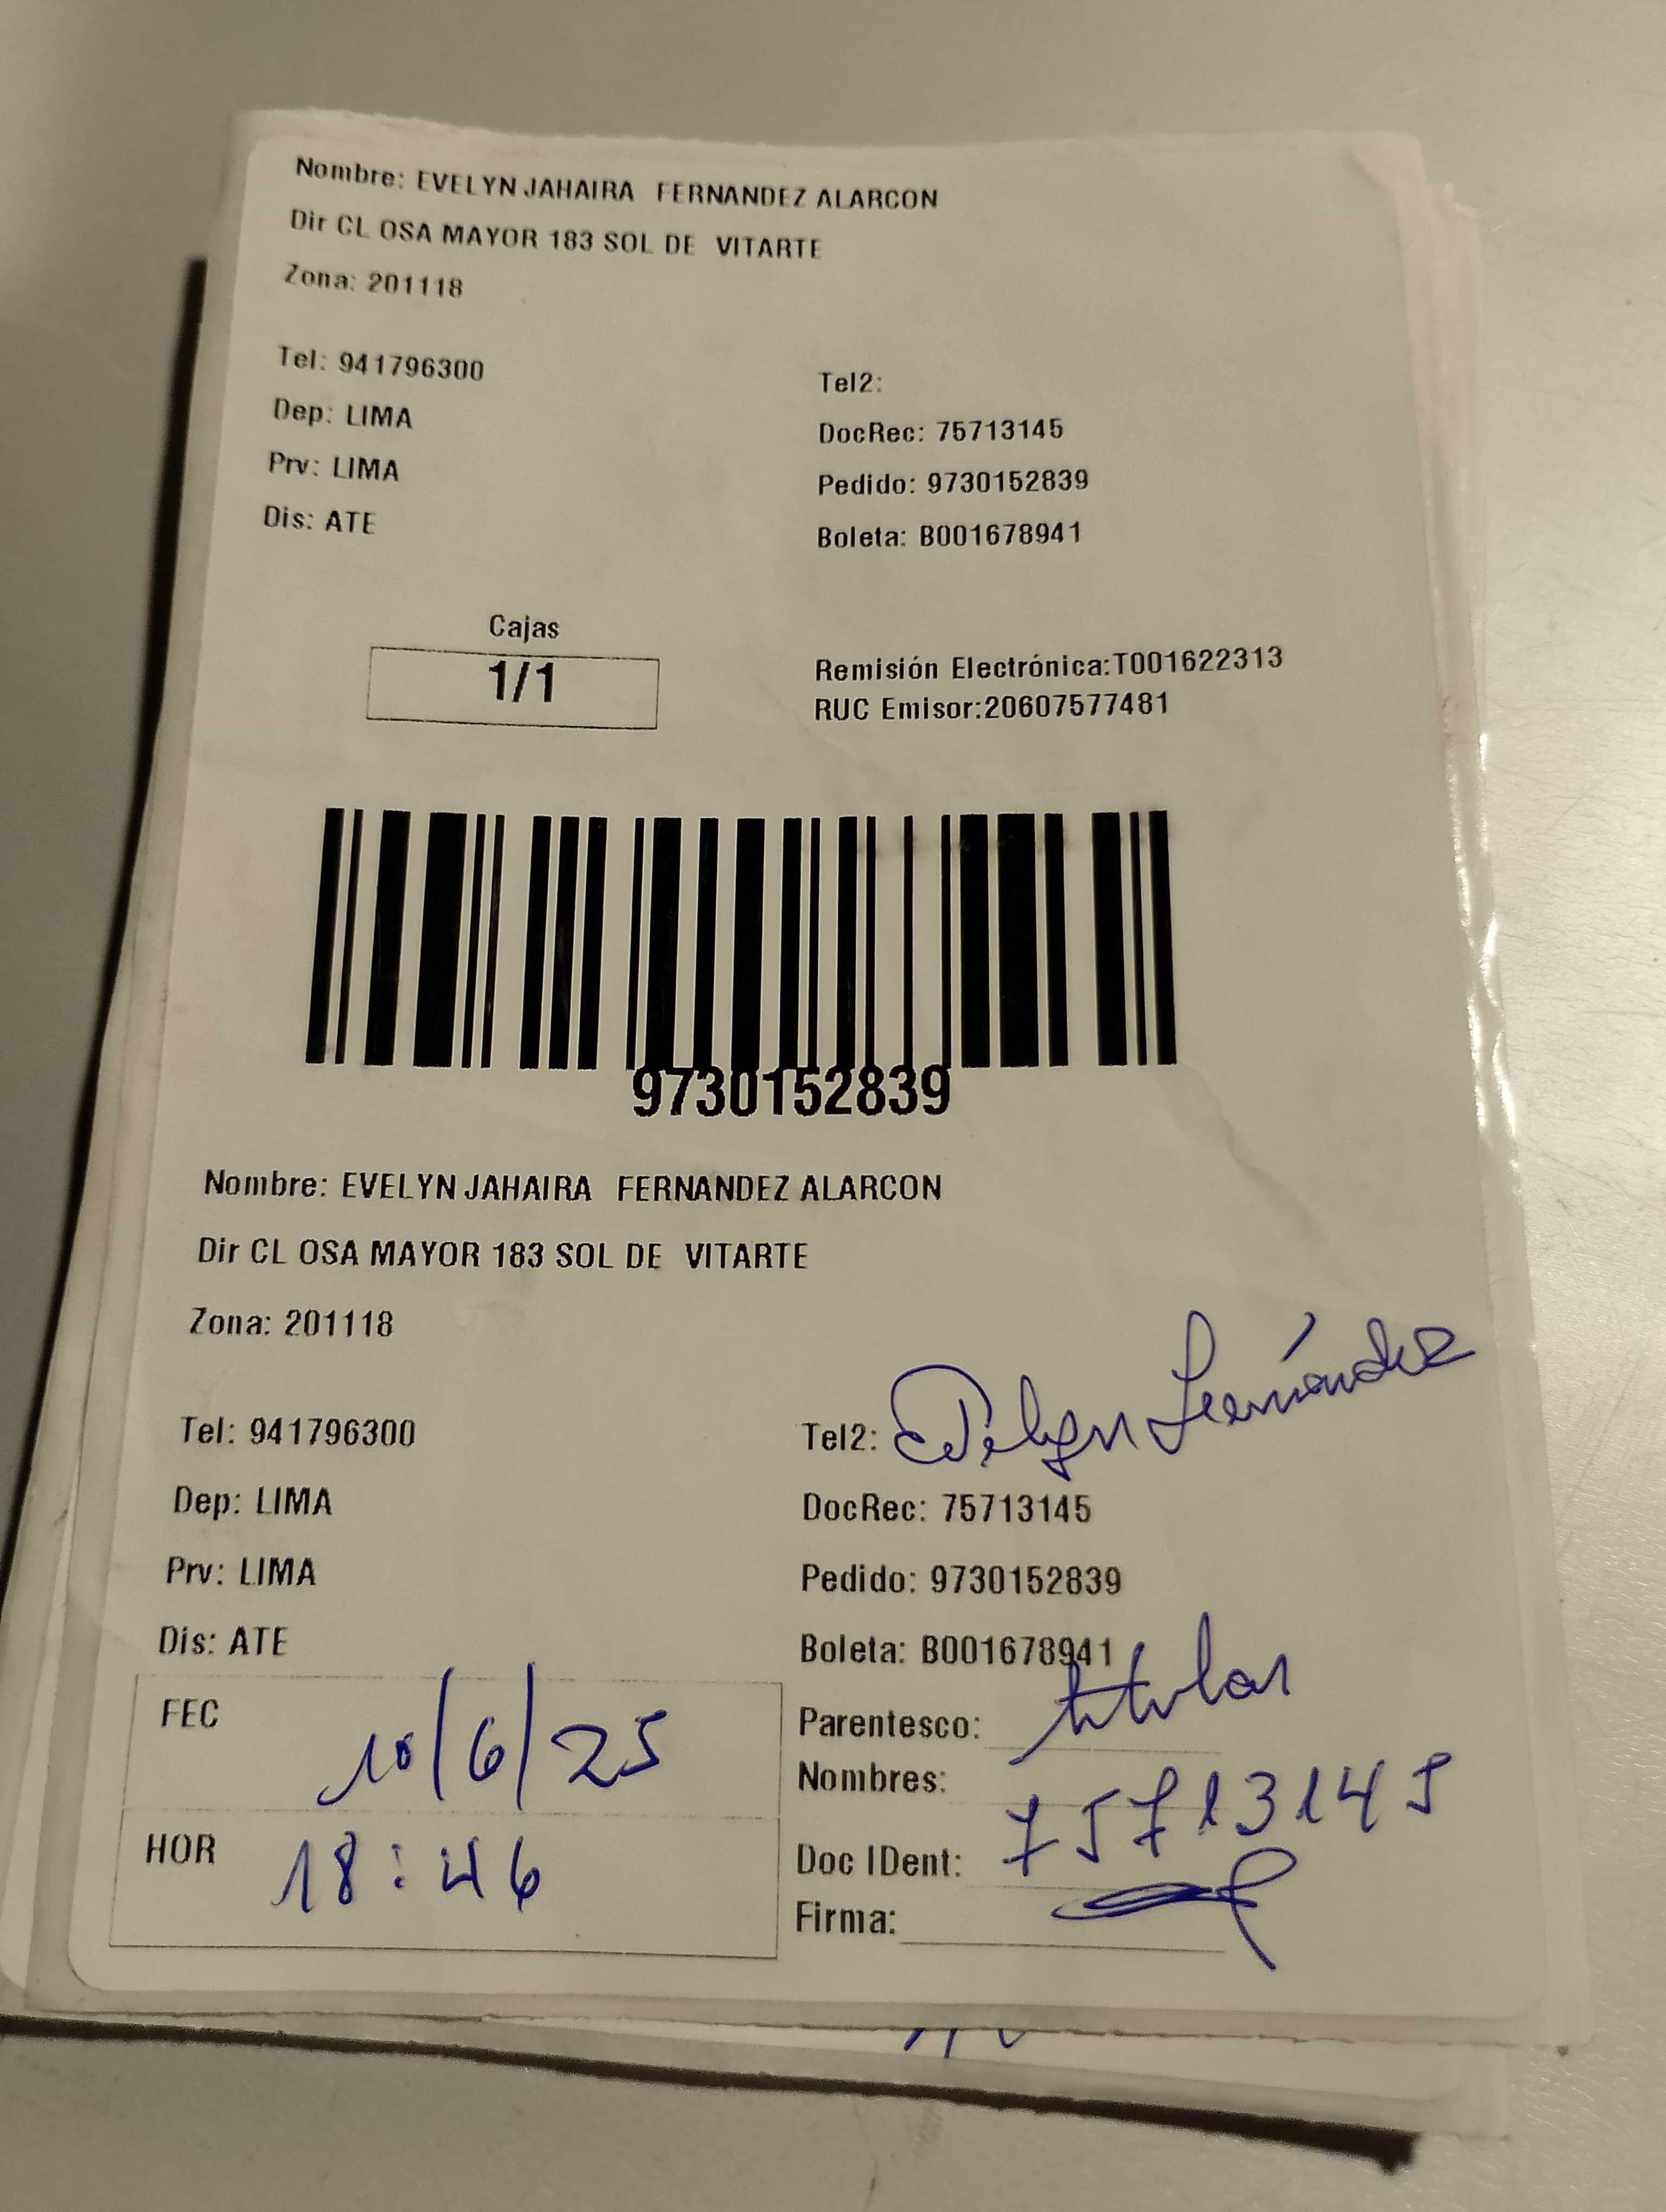 Nombre: EVELYN JAHAIRA FERNANDEZ ALARCON
Dir CL OSA MAYOR 183 SOL DE VITARTE
Zona: 201118
Tel: 941796300
Tel2:
Dep: LIMA
DocRec: 75713145
Prv: LIMA
Pedido: 9730152839
Dis: ATE
Boleta: B001678941
Cajas
1/1
Remisión Electrónica:T001622313
RUC Emisor:20607577481
9730152839
Nombre: EVELYN JAHAIRA FERNANDEZ ALARCON
Dir CL OSA MAYOR 183 SOL DE VITARTE
Zona: 201118
Tel: 941796300
Tel2: Evelyn Fernández
Dep: LIMA
DocRec: 75713145
Prv: LIMA
Pedido: 9730152839
Dis: ATE
Boleta: B001678941
FEC 10/6/25
Parentesco: titular
Nombres:
HOR 18:46
Doc IDent: 75713145
Firma: